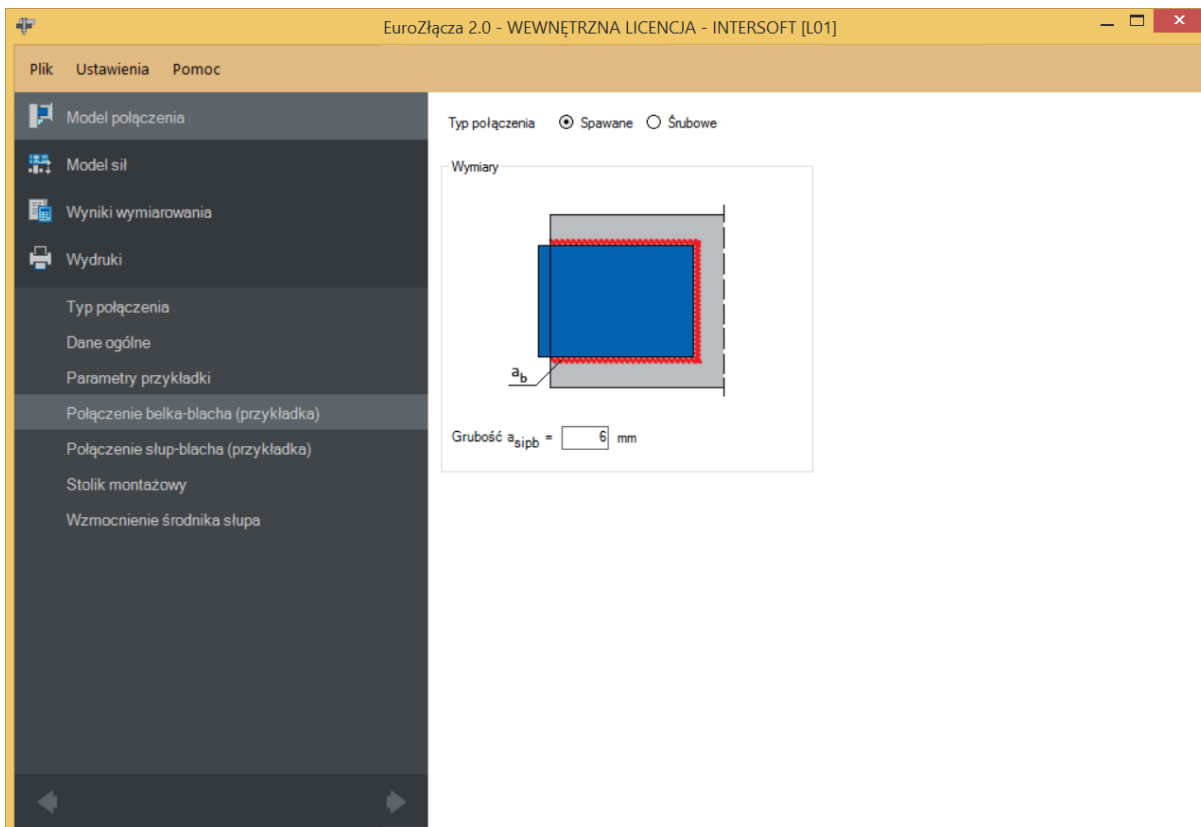 EuroZłącza 2.0 - WEWNĘTRZNA LICENCJA - INTERSOFT [L01]
Plik Ustawienia Pomoc
Model połączenia
Model sił
Wyniki wymiarowania
Wydruki
Typ połączenia
Dane ogólne
Parametry przykładki
Połączenie belka-blacha (przykładka)
Połączenie słup-blacha (przykładka)
Stolik montażowy
Wzmocnienie środnika słupa
Typ połączenia Spawane Śrubowe
Wymiary
ab
Grubość asipb = 6 mm